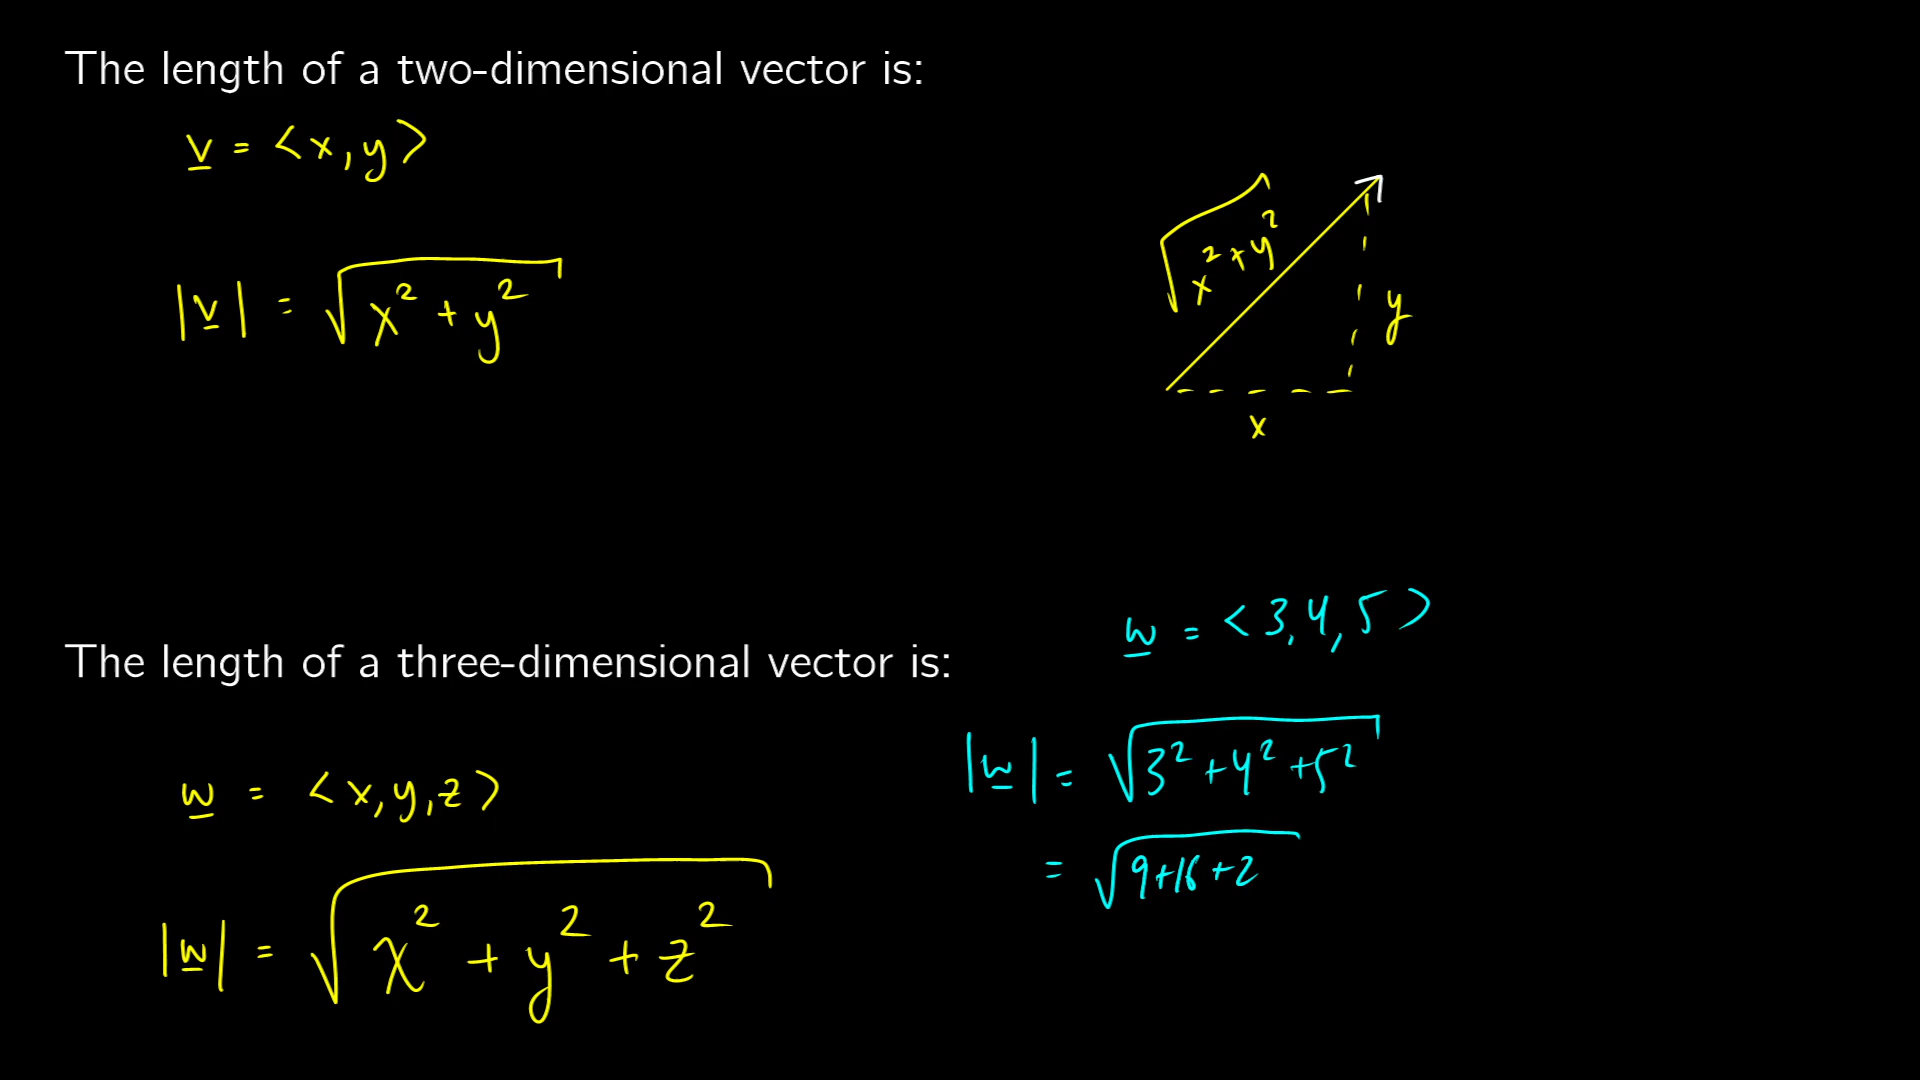 The length of a two-dimensional vector is:
v = <x, y>
|v| = √x² + y²
√x² + y²
y
x
w = <3, 4, 5>
The length of a three-dimensional vector is:
|w| = √3² + 4² + 5²
w = <x, y, z>
= √9 + 16 + 2
|w| = √x² + y² + z²